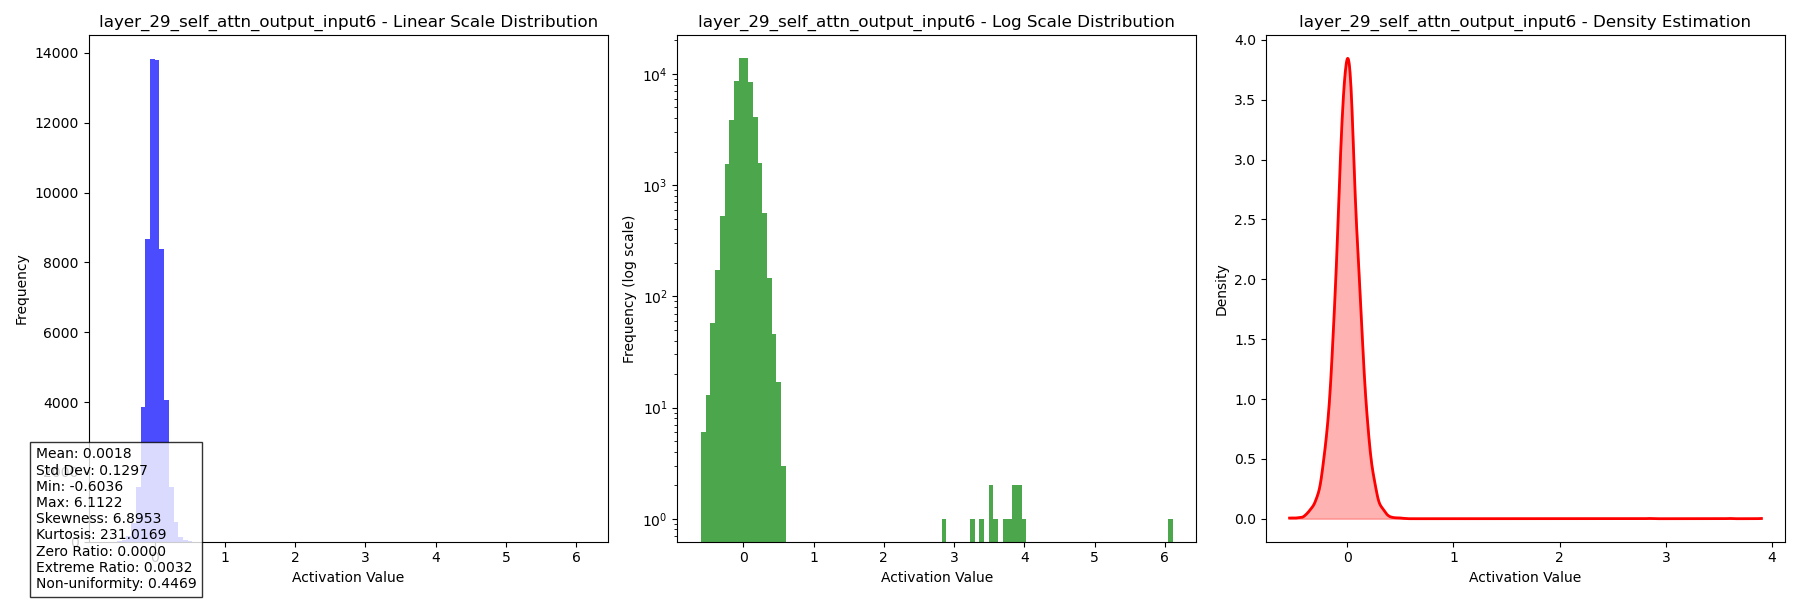 layer_29_self_attn_output_input6 - Linear Scale Distribution
14000
12000
10000
8000
6000
4000
Frequency
1
2
3
4
5
6
Activation Value
Mean: 0.0018
Std Dev: 0.1297
Min: -0.6036
Max: 6.1122
Skewness: 6.8953
Kurtosis: 231.0169
Zero Ratio: 0.0000
Extreme Ratio: 0.0032
Non-uniformity: 0.4469
layer_29_self_attn_output_input6 - Log Scale Distribution
10^4
10^3
10^2
10^1
10^0
Frequency (log scale)
0
1
2
3
4
5
6
Activation Value
layer_29_self_attn_output_input6 - Density Estimation
4.0
3.5
3.0
2.5
2.0
1.5
1.0
0.5
0.0
Density
0
1
2
3
4
Activation Value